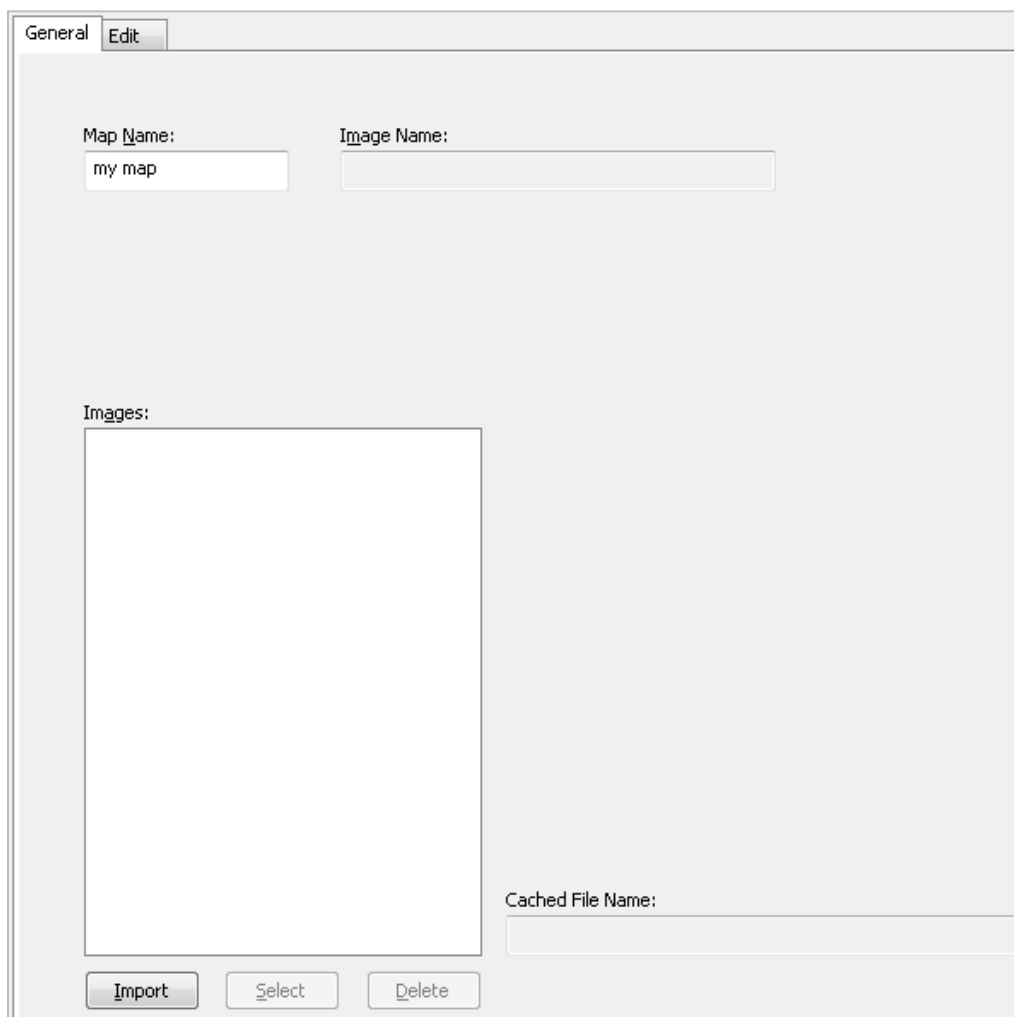 General Edit
Map Name: Image Name:
my map
Images:
Cached File Name:
Import Select Delete